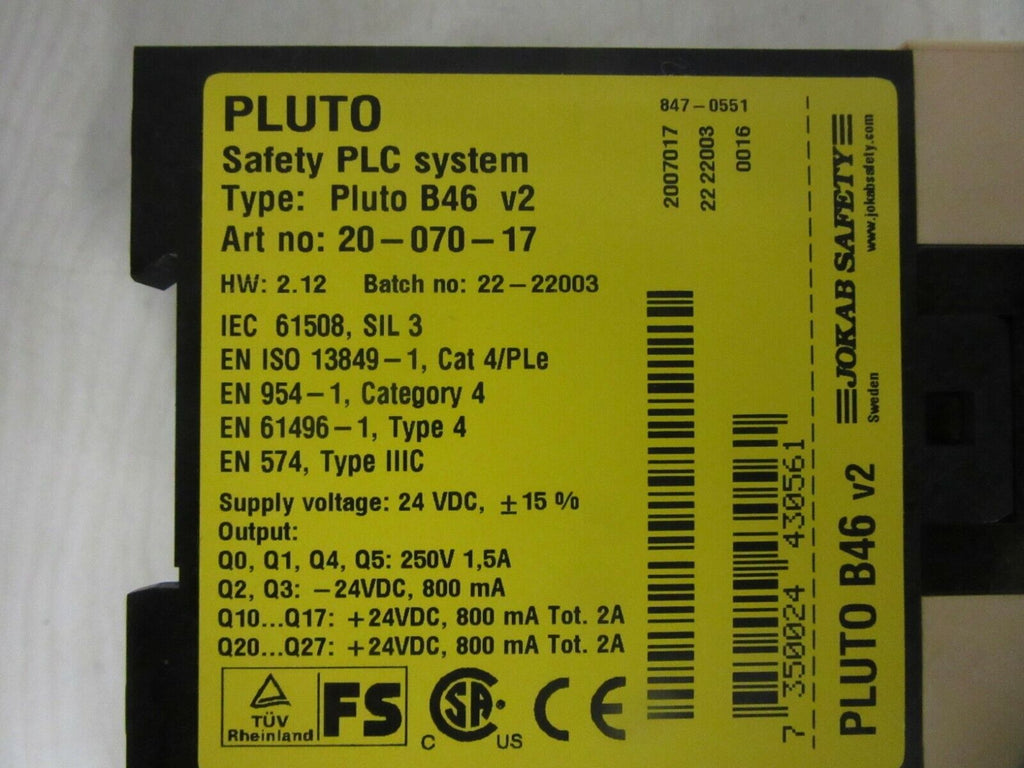 PLUTO
Safety PLC system
Type: Pluto B46 v2
Art no: 20-070-17
HW: 2.12 Batch no: 22-22003
IEC 61508, SIL 3
EN ISO 13849-1, Cat 4/PLe
EN 954-1, Category 4
EN 61496-1, Type 4
EN 574, Type IIIC
Supply voltage: 24 VDC, ±15 %
Output:
Q0, Q1, Q4, Q5: 250V 1,5A
Q2, Q3: -24VDC, 800 mA
Q10...Q17: +24VDC, 800 mA Tot. 2A
Q20...Q27: +24VDC, 800 mA Tot. 2A
TÜV
Rheinland
FS
C SA US
CE
847-0551
2007017
22 22003
0016
7 350024 430561
JOKAB SAFETY
www.jokabsafety.com
Sweden
PLUTO B46 v2